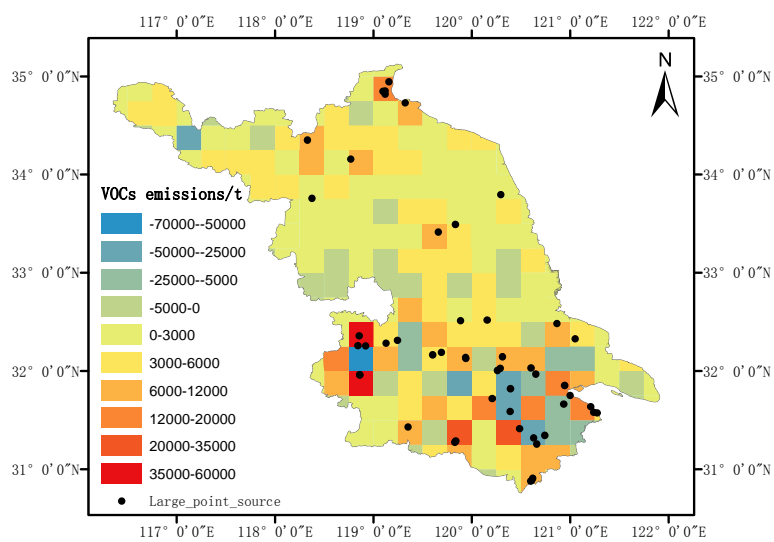 117° 0′0″E 118° 0′0″E 119° 0′0″E 120° 0′0″E 121° 0′0″E 122° 0′0″E
N
35° 0′0″N 35° 0′0″N
34° 0′0″N 34° 0′0″N
VOCs emissions/t
-70000--50000
-50000--25000
33° 0′0″N 33° 0′0″N
-25000--5000
-5000-0
0-3000
3000-6000
32° 0′0″N 32° 0′0″N
6000-12000
12000-20000
20000-35000
31° 0′0″N 31° 0′0″N
35000-60000
Large_point_source
117° 0′0″E 118° 0′0″E 119° 0′0″E 120° 0′0″E 121° 0′0″E 122° 0′0″E